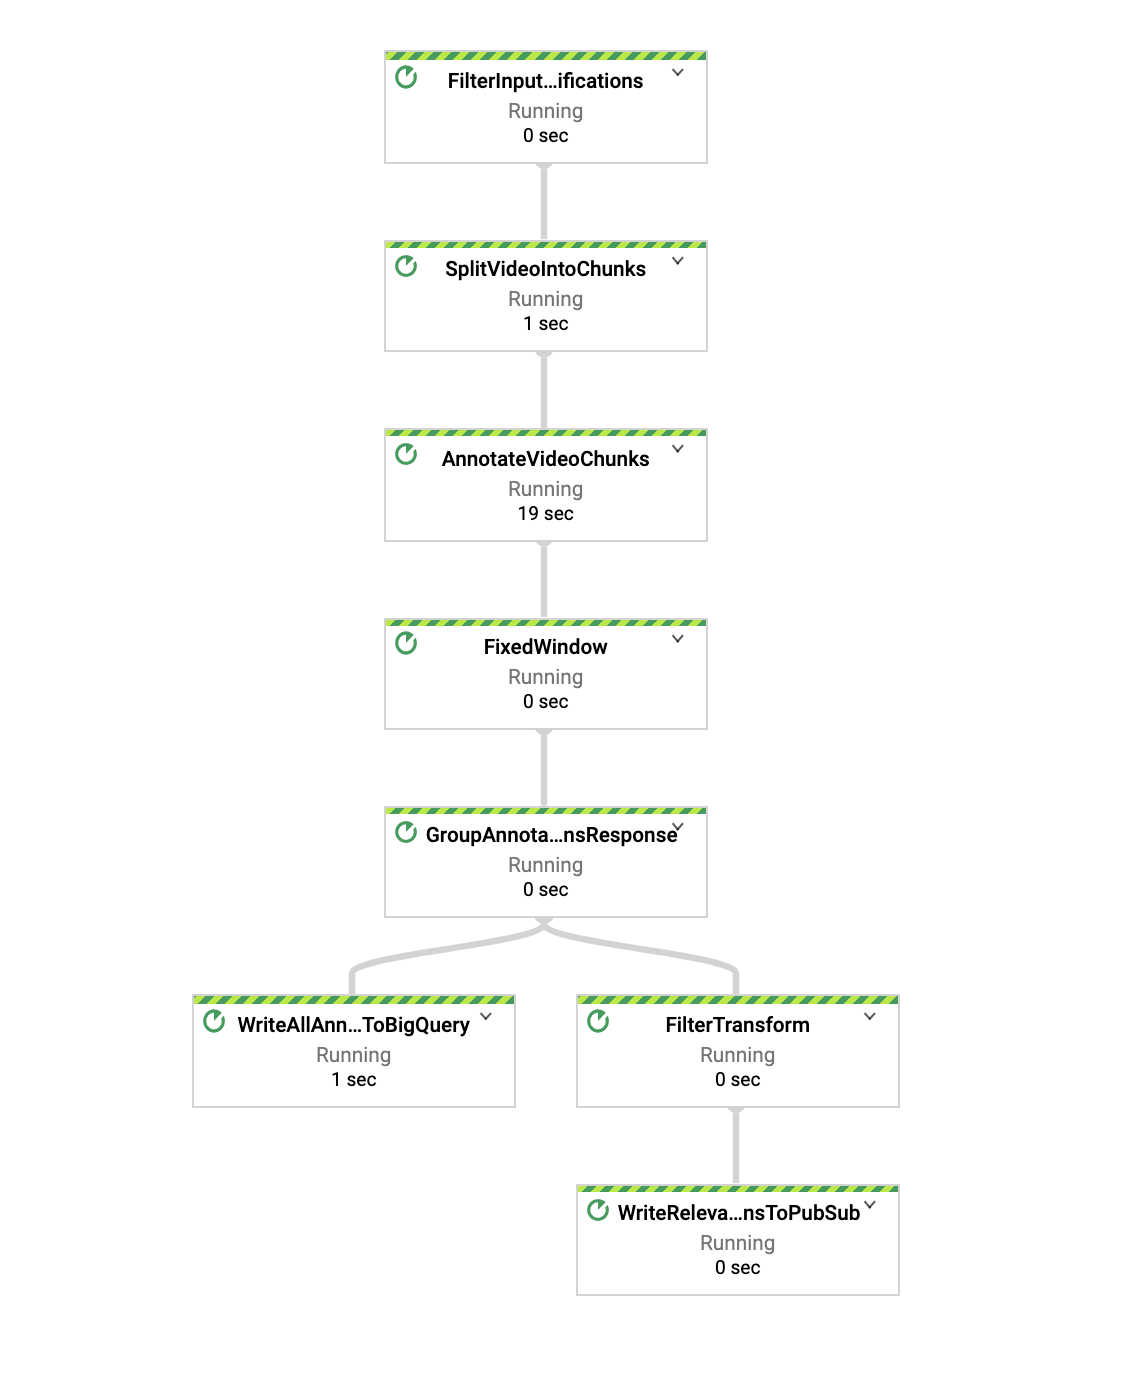 FilterInput...ifications
Running
0 sec
SplitVideoIntoChunks
Running
1 sec
AnnotateVideoChunks
Running
19 sec
FixedWindow
Running
0 sec
GroupAnnota...nsResponse
Running
0 sec
WriteAllAnn...ToBigQuery
Running
1 sec
FilterTransform
Running
0 sec
WriteReleva...nsToPubSub
Running
0 sec